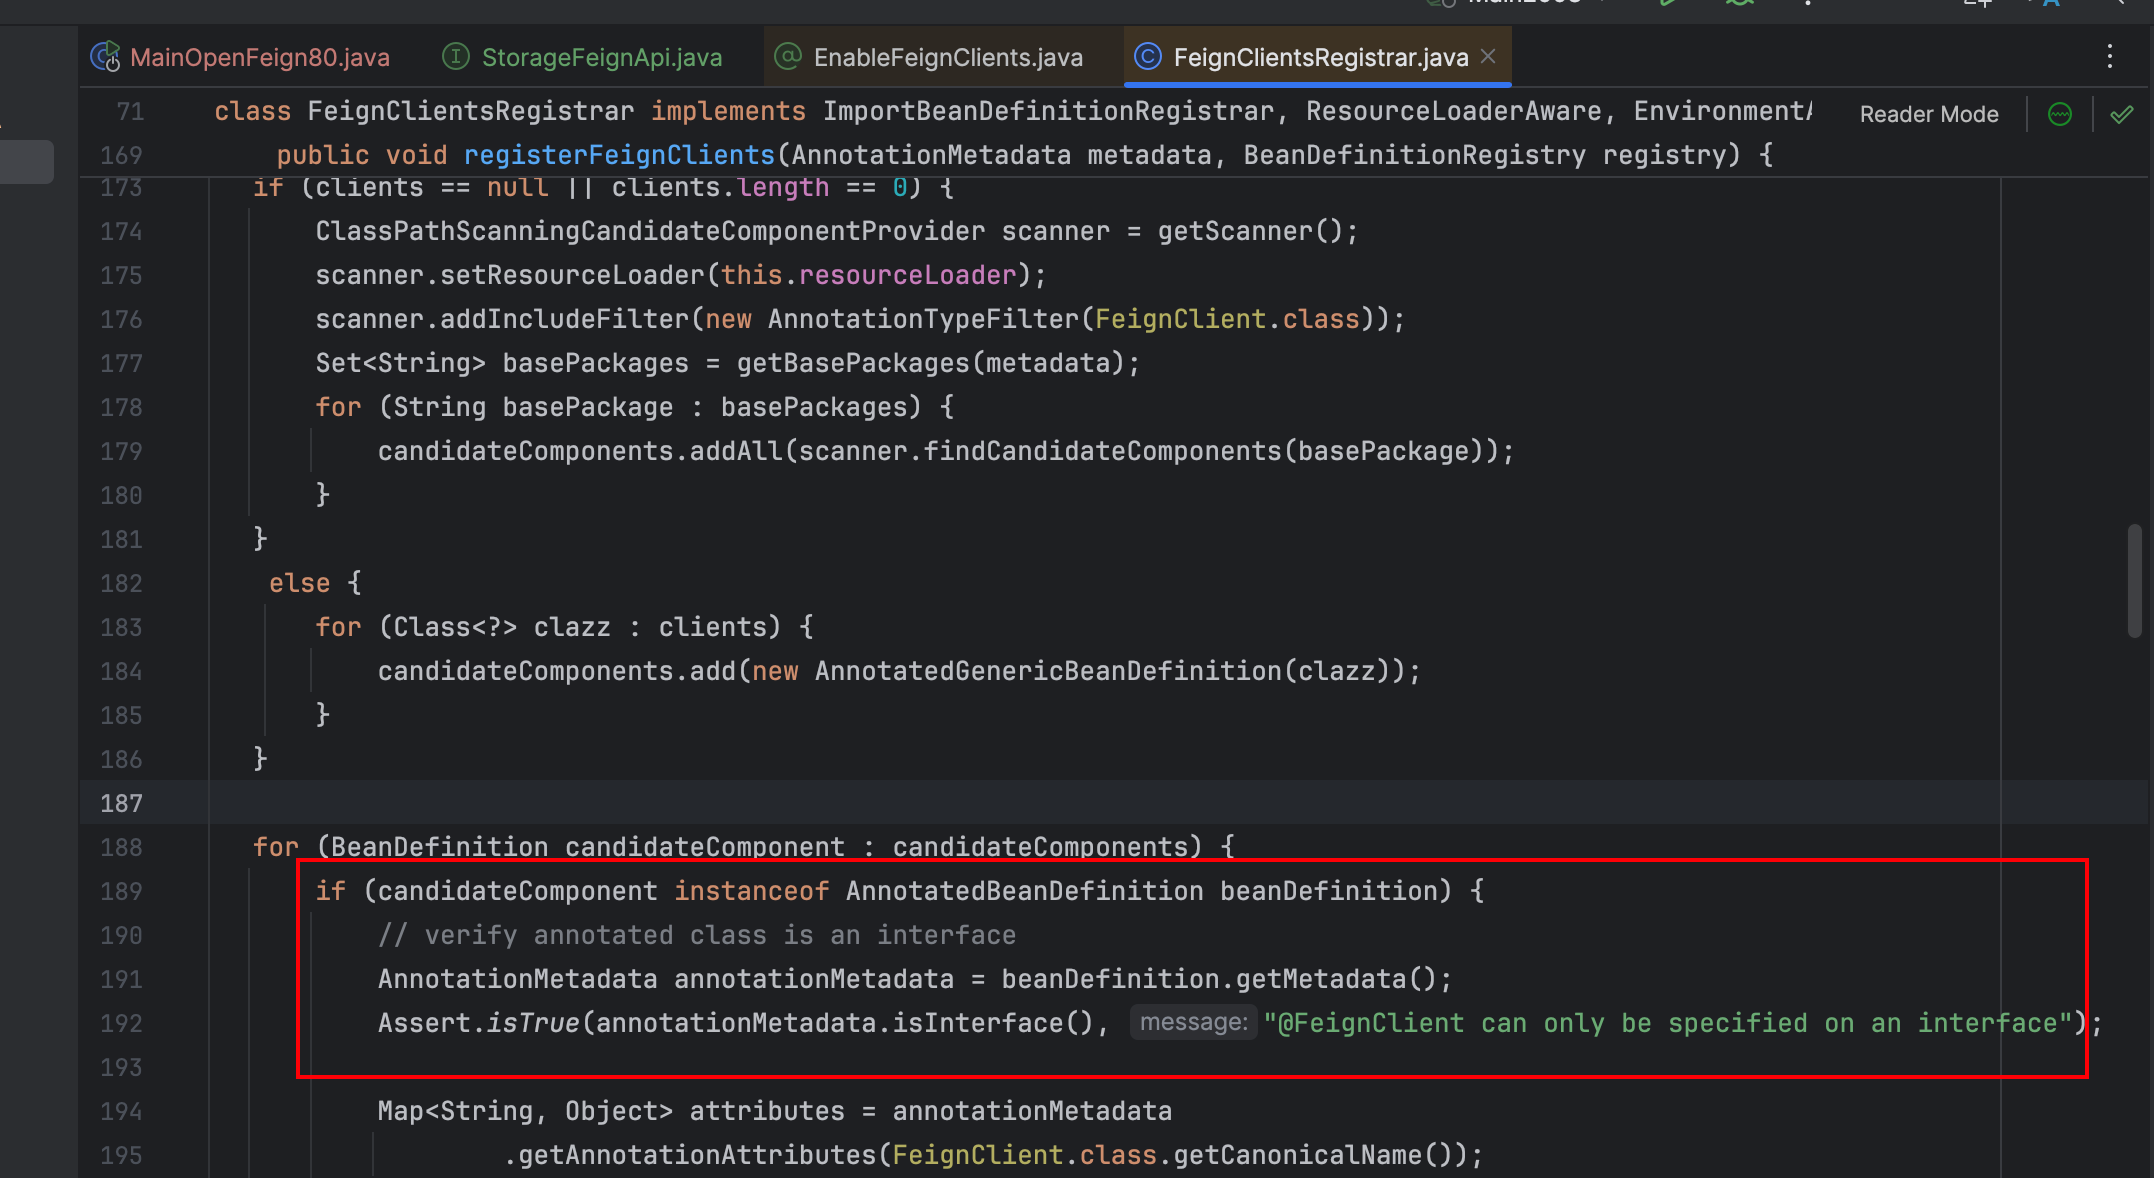 MainOpenFeign80.java StorageFeignApi.java EnableFeignClients.java FeignClientsRegistrar.java
71 class FeignClientsRegistrar implements ImportBeanDefinitionRegistrar, ResourceLoaderAware, EnvironmentA Reader Mode
169 public void registerFeignClients(AnnotationMetadata metadata, BeanDefinitionRegistry registry) {
173 if (clients == null || clients.length == 0) {
174 ClassPathScanningCandidateComponentProvider scanner = getScanner();
175 scanner.setResourceLoader(this.resourceLoader);
176 scanner.addIncludeFilter(new AnnotationTypeFilter(FeignClient.class));
177 Set<String> basePackages = getBasePackages(metadata);
178 for (String basePackage : basePackages) {
179 candidateComponents.addAll(scanner.findCandidateComponents(basePackage));
180 }
181 }
182 else {
183 for (Class<?> clazz : clients) {
184 candidateComponents.add(new AnnotatedGenericBeanDefinition(clazz));
185 }
186 }
187
188 for (BeanDefinition candidateComponent : candidateComponents) {
189 if (candidateComponent instanceof AnnotatedBeanDefinition beanDefinition) {
190 // verify annotated class is an interface
191 AnnotationMetadata annotationMetadata = beanDefinition.getMetadata();
192 Assert.isTrue(annotationMetadata.isInterface(), message: "@FeignClient can only be specified on an interface");
193
194 Map<String, Object> attributes = annotationMetadata
195 .getAnnotationAttributes(FeignClient.class.getCanonicalName());